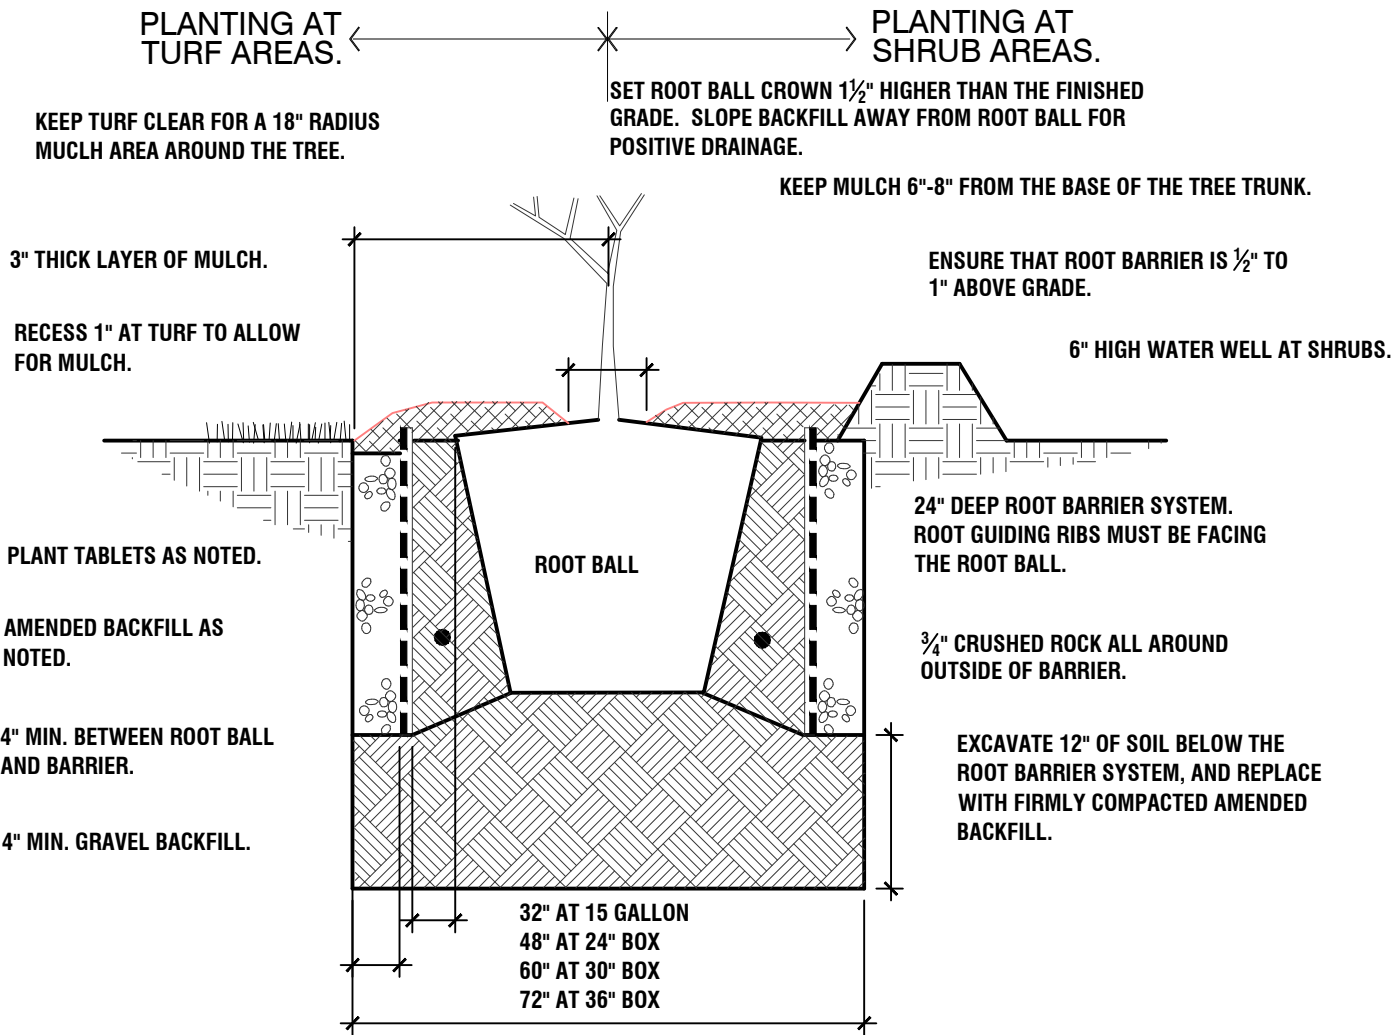 PLANTING AT
TURF AREAS.
PLANTING AT
SHRUB AREAS.
KEEP TURF CLEAR FOR A 18" RADIUS
MUCLH AREA AROUND THE TREE.
SET ROOT BALL CROWN 1½" HIGHER THAN THE FINISHED
GRADE. SLOPE BACKFILL AWAY FROM ROOT BALL FOR
POSITIVE DRAINAGE.
KEEP MULCH 6"-8" FROM THE BASE OF THE TREE TRUNK.
3" THICK LAYER OF MULCH.
ENSURE THAT ROOT BARRIER IS ½" TO
1" ABOVE GRADE.
RECESS 1" AT TURF TO ALLOW
FOR MULCH.
6" HIGH WATER WELL AT SHRUBS.
24" DEEP ROOT BARRIER SYSTEM.
ROOT GUIDING RIBS MUST BE FACING
THE ROOT BALL.
PLANT TABLETS AS NOTED.
ROOT BALL
AMENDED BACKFILL AS
NOTED.
¾" CRUSHED ROCK ALL AROUND
OUTSIDE OF BARRIER.
4" MIN. BETWEEN ROOT BALL
AND BARRIER.
EXCAVATE 12" OF SOIL BELOW THE
ROOT BARRIER SYSTEM, AND REPLACE
WITH FIRMLY COMPACTED AMENDED
BACKFILL.
4" MIN. GRAVEL BACKFILL.
32" AT 15 GALLON
48" AT 24" BOX
60" AT 30" BOX
72" AT 36" BOX